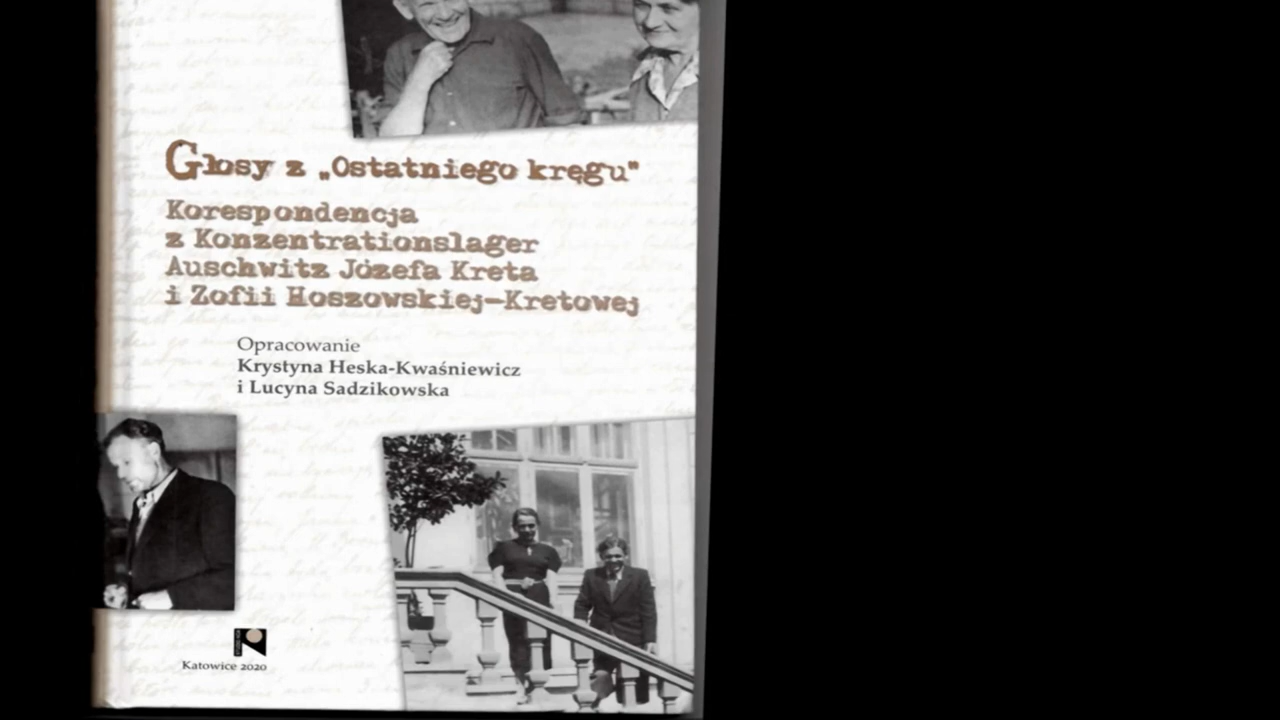 Głosy z „Ostatniego kręgu”
Korespondencja
z Konzentrationslager
Auschwitz Józefa Kreta
i Zofii Hoszowskiej-Kretowej
Opracowanie
Krystyna Heska-Kwaśniewicz
i Lucyna Sadzikowska
Katowice 2020